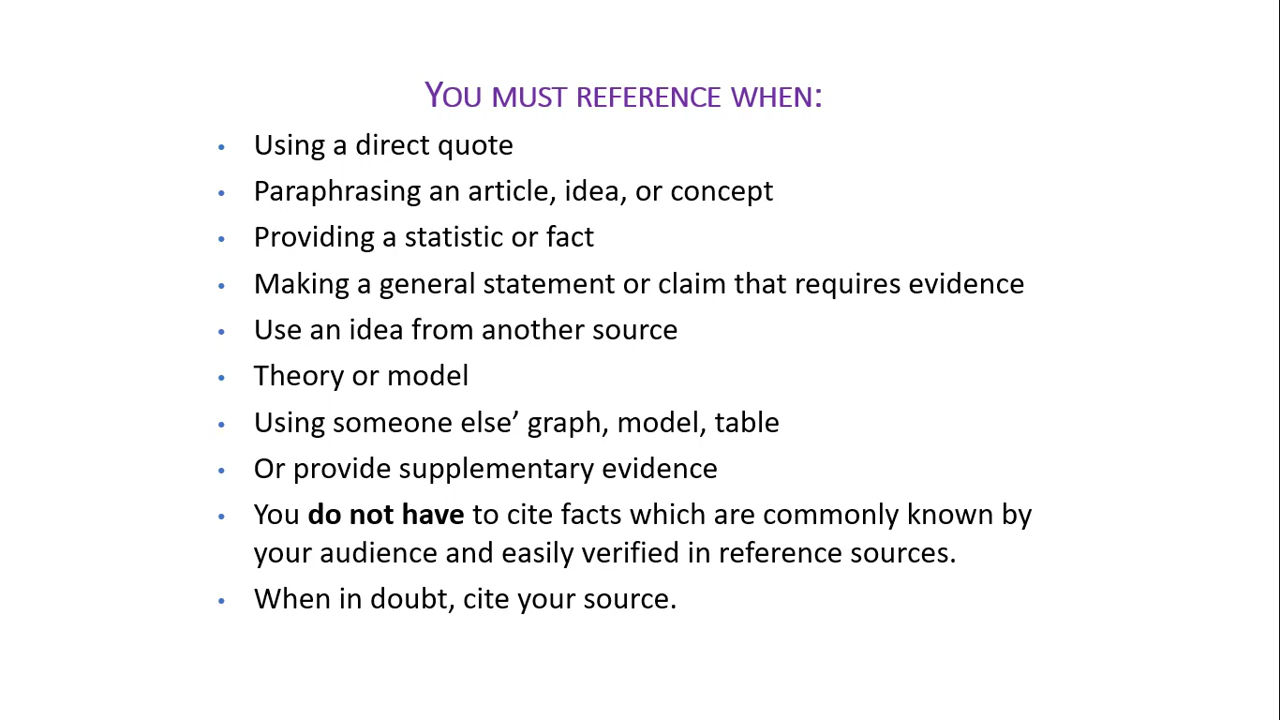 YOU MUST REFERENCE WHEN:
• Using a direct quote
• Paraphrasing an article, idea, or concept
• Providing a statistic or fact
• Making a general statement or claim that requires evidence
• Use an idea from another source
• Theory or model
• Using someone else’ graph, model, table
• Or provide supplementary evidence
• You do not have to cite facts which are commonly known by
your audience and easily verified in reference sources.
• When in doubt, cite your source.